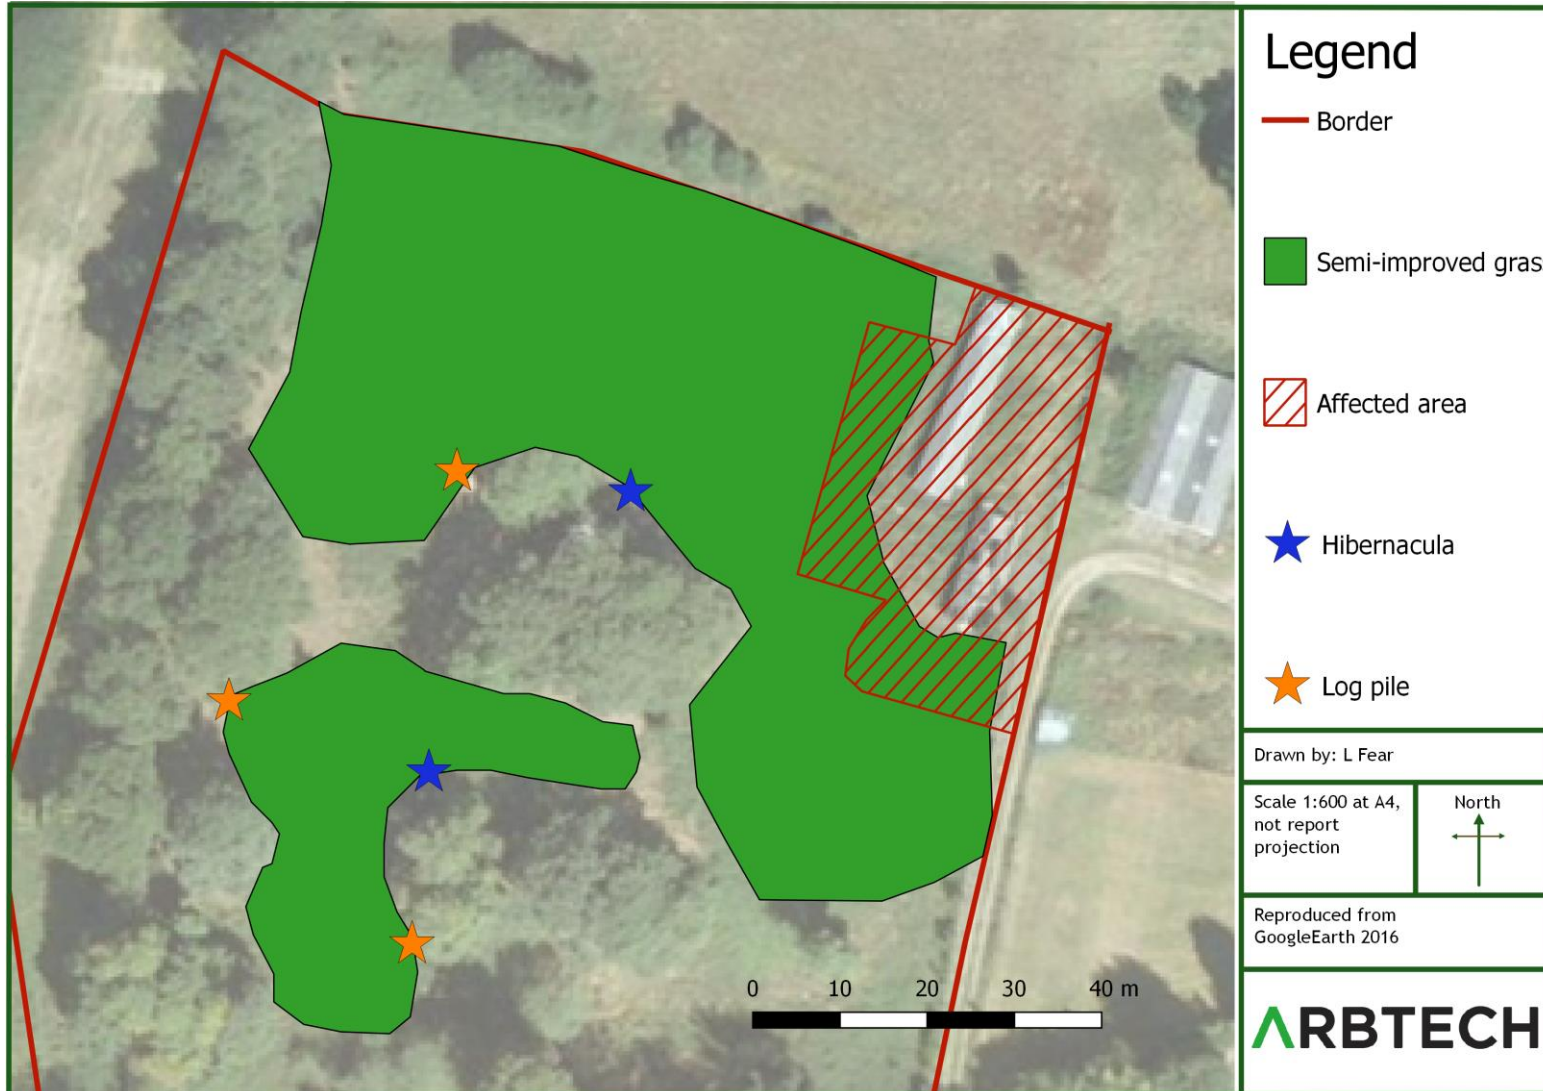 Legend
Border
Semi-improved gras
Affected area
Hibernacula
Log pile
Drawn by: L Fear
Scale 1:600 at A4,
not report
projection
North
Reproduced from
GoogleEarth 2016
0 10 20 30 40 m
ARBTECH